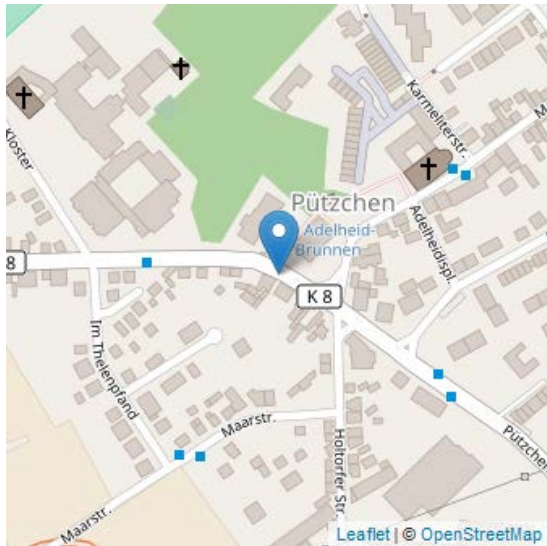 Karmeliterstr.
M
Kloster
Pützchen
Adelheid-
Brunnen
Adelheidispl.
8
K 8
Im Thelenpfand
Maarstr.
Holtorfer Str.
Pützchen
Maarstr.
Leaflet | © OpenStreetMap